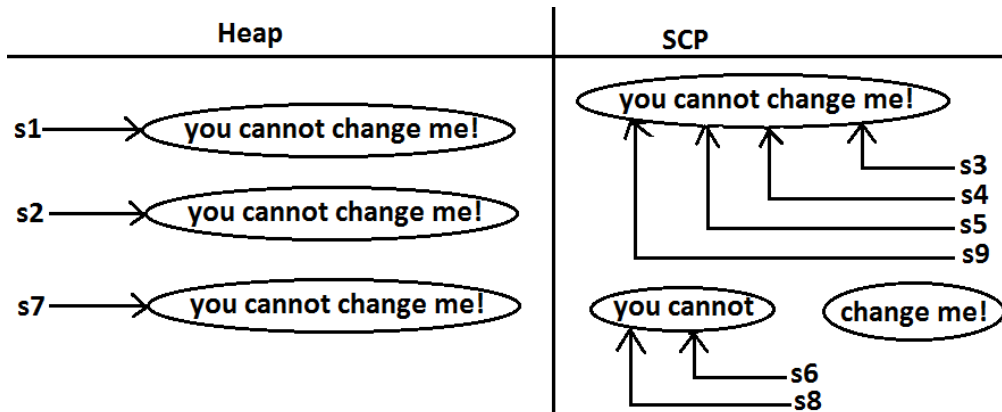 Heap
SCP
s1
you cannot change me!
s2
you cannot change me!
s7
you cannot change me!
you cannot change me!
s3
s4
s5
s9
you cannot
change me!
s6
s8